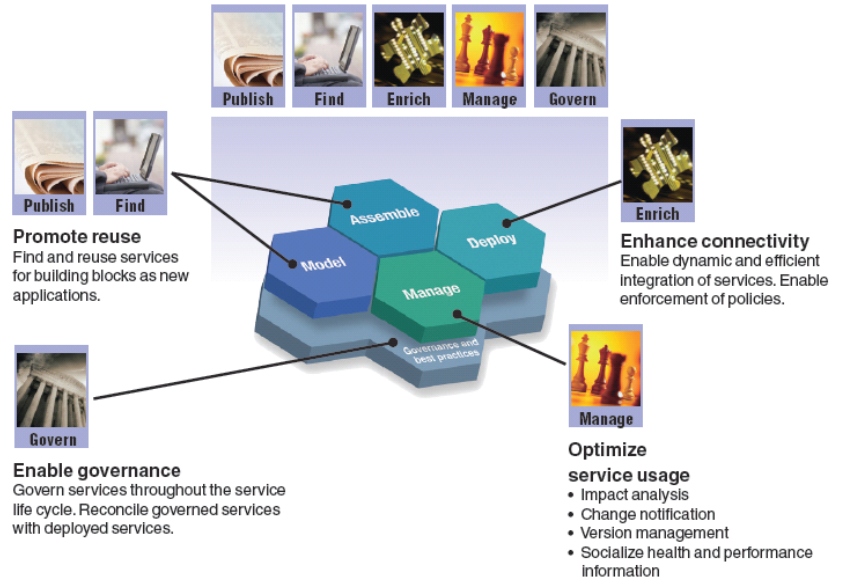 Publish
Find
Enrich
Manage
Govern
Publish
Find
Promote reuse
Find and reuse services
for building blocks as new
applications.
Enrich
Enhance connectivity
Enable dynamic and efficient
integration of services. Enable
enforcement of policies.
Assemble
Deploy
Model
Manage
Governance and
best practices
Govern
Enable governance
Govern services throughout the service
life cycle. Reconcile governed services
with deployed services.
Manage
Optimize
service usage
• Impact analysis
• Change notification
• Version management
• Socialize health and performance
information